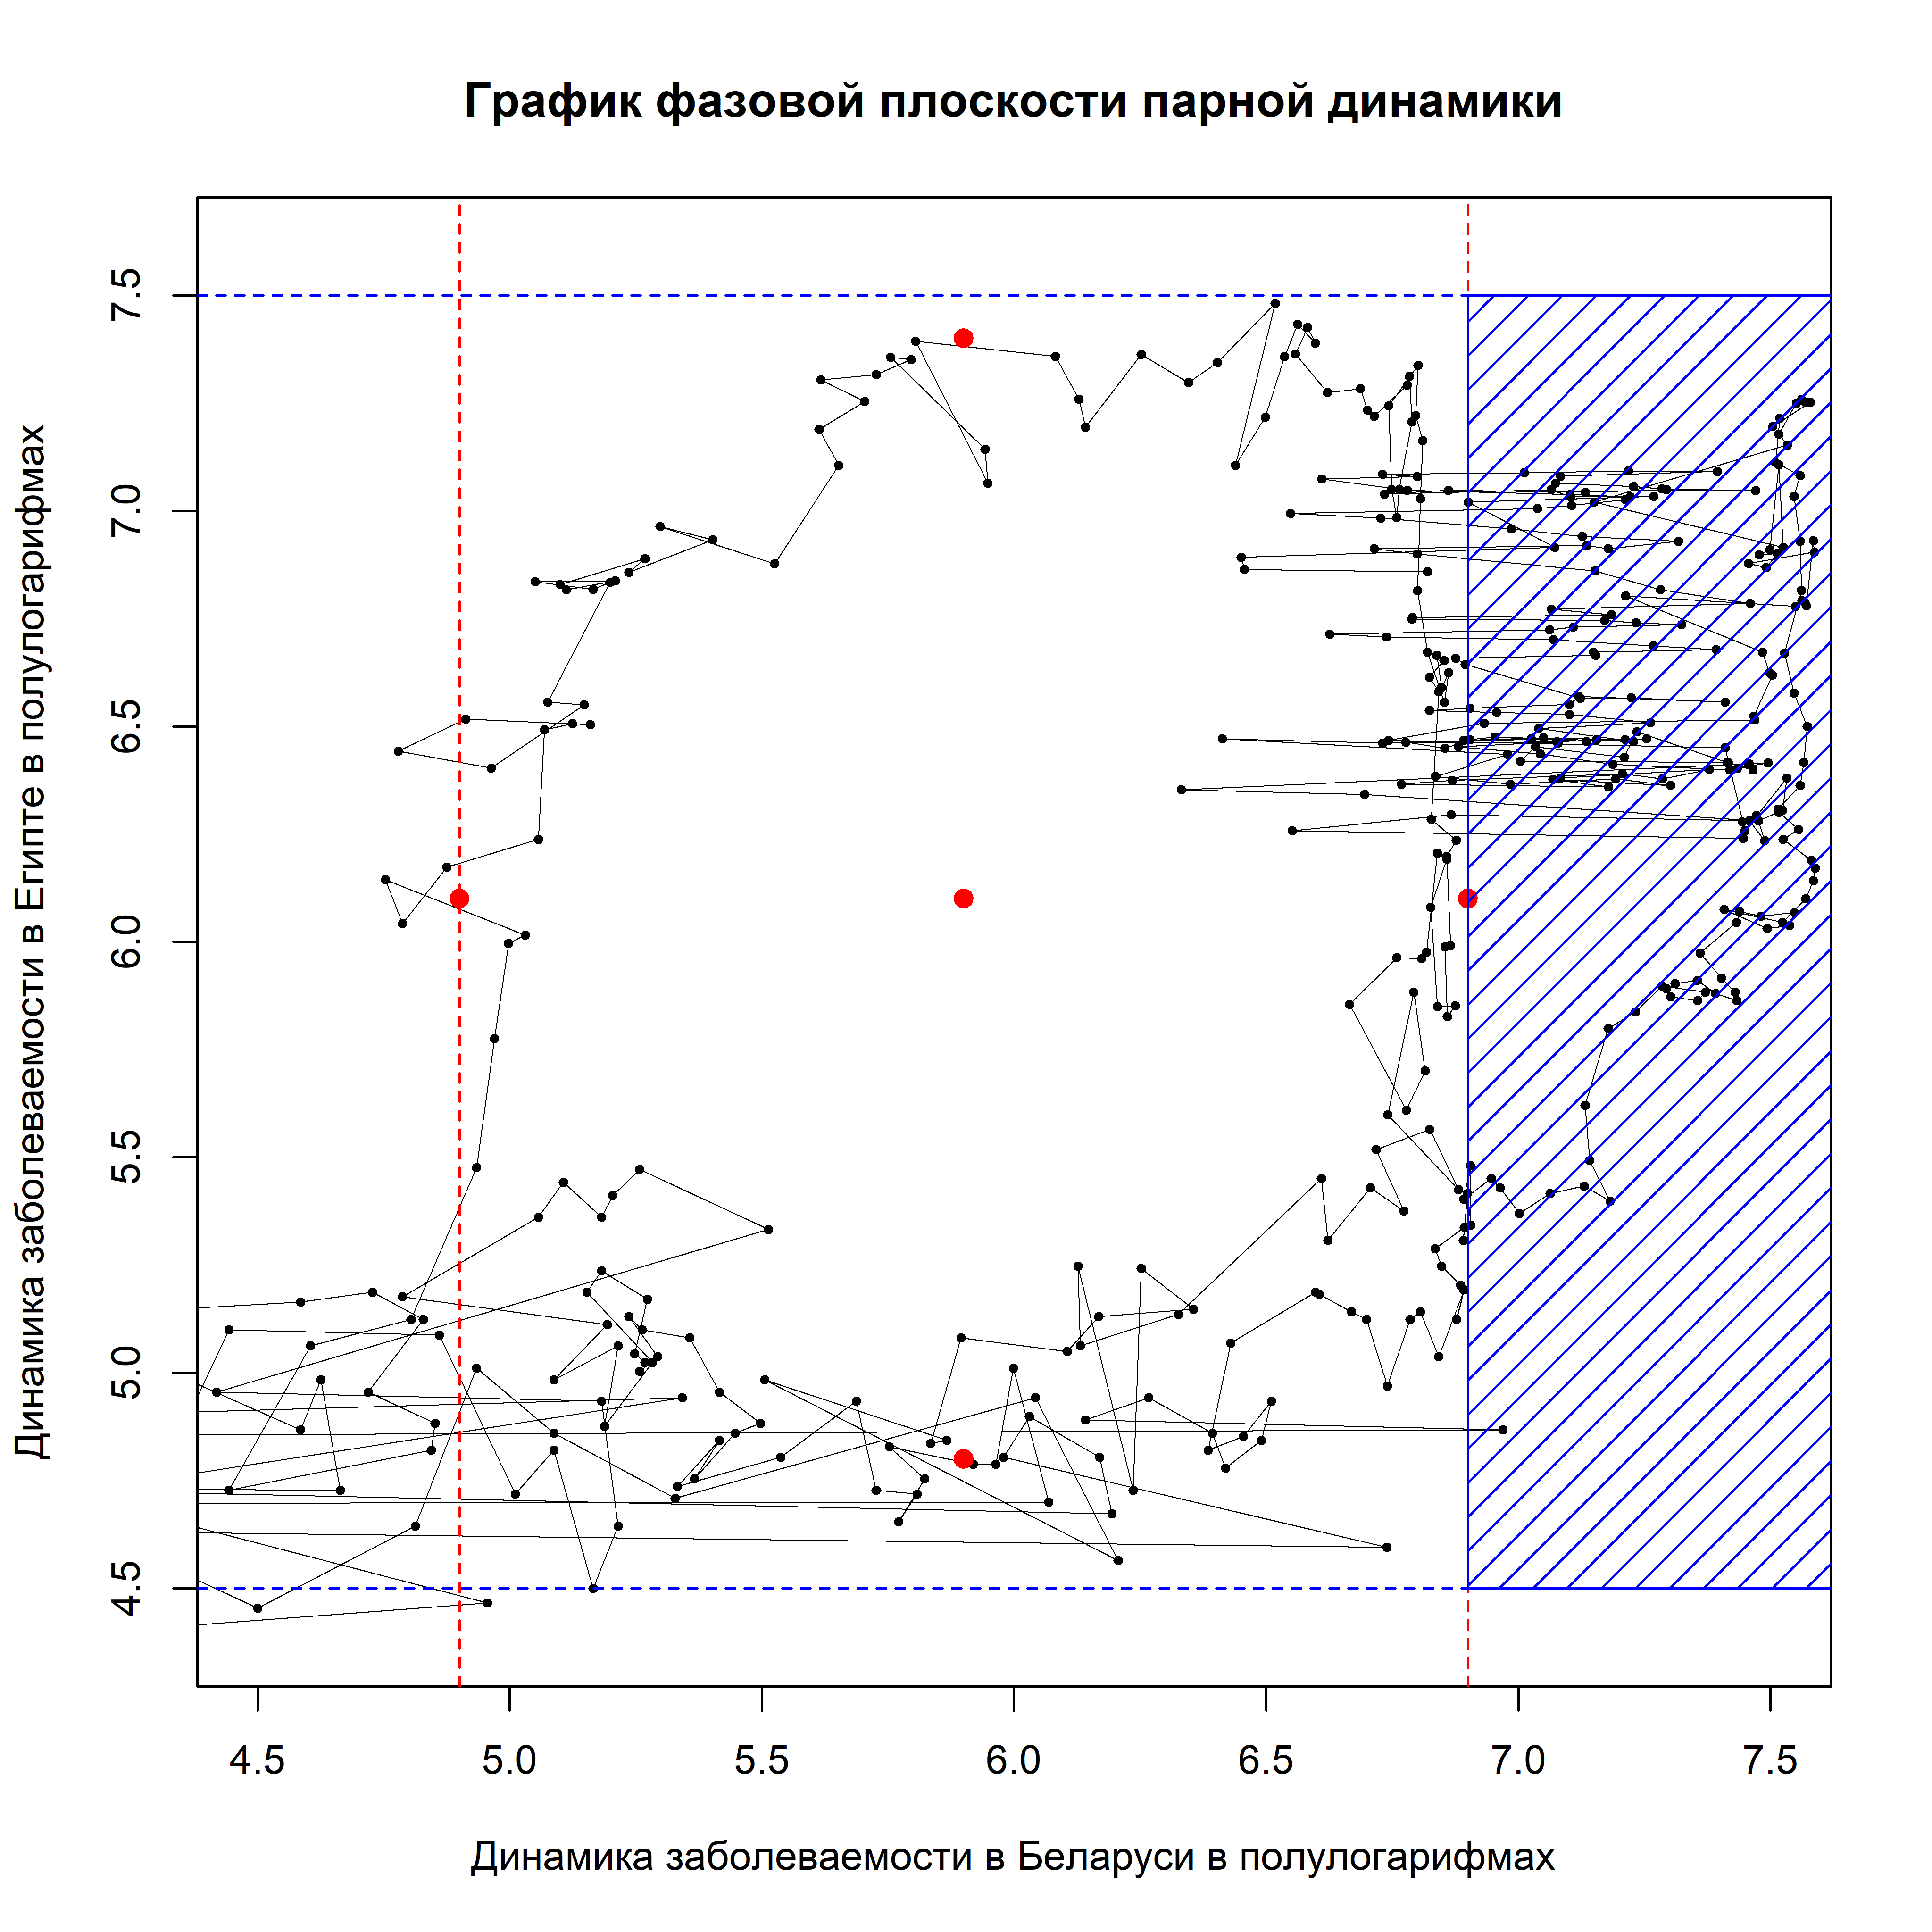 График фазовой плоскости парной динамики
Динамика заболеваемости в Египте в полулогарифмах
7.5
7.0
6.5
6.0
5.5
5.0
4.5
4.5 5.0 5.5 6.0 6.5 7.0 7.5
Динамика заболеваемости в Беларуси в полулогарифмах